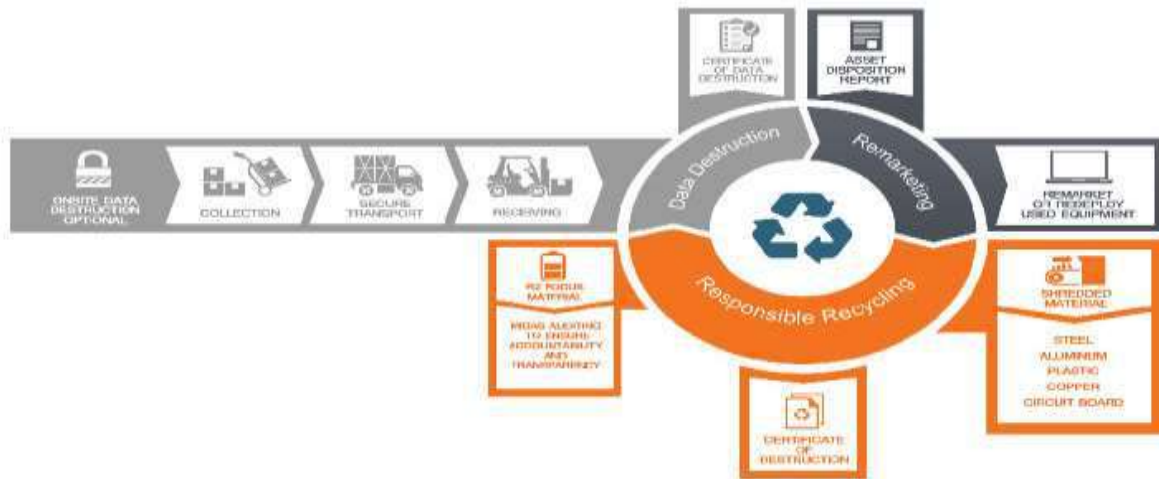 CERTIFICATE
OF DATA
DESTRUCTION
ASSET
DISPOSITION
REPORT
Data Destruction
Remarketing
ONSITE DATA
DESTRUCTION
OPTIONAL
COLLECTION
SECURE
TRANSPORT
RECEIVING
REMARKET
OR REDEPLOY
USED EQUIPMENT
Responsible Recycling
R2 FOCUS
MATERIAL
AUDITING
TO ENSURE
ACCOUNTABILITY
AND
TRANSPARENCY
SHREDDED
MATERIAL
STEEL
ALUMINUM
PLASTIC
COPPER
CIRCUIT BOARD
CERTIFICATE
OF
DESTRUCTION